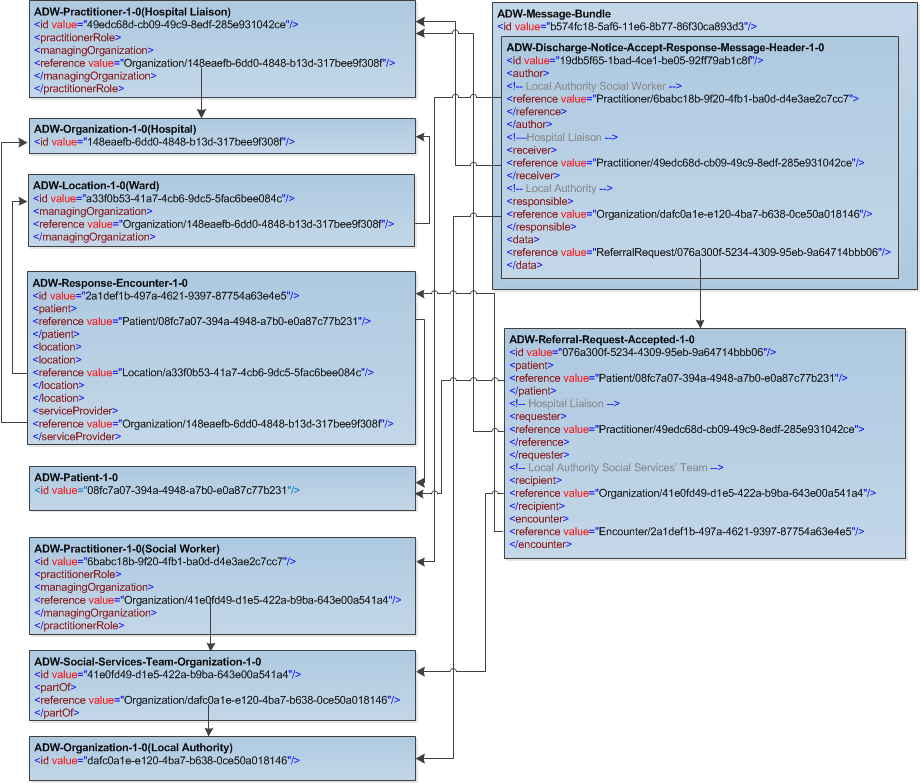 ADW-Practitioner-1-0(Hospital Liaison)
<id value="49edc68d-cb09-49c9-8edf-285e931042ce"/>
<practitionerRole>
<managingOrganization>
<reference value="Organization/148eaefb-6dd0-4848-b13d-317bee9f308f"/>
</managingOrganization>
</practitionerRole>
ADW-Organization-1-0(Hospital)
<id value="148eaefb-6dd0-4848-b13d-317bee9f308f"/>
ADW-Location-1-0(Ward)
<id value="a33f0b53-41a7-4cb6-9dc5-5fac6bee084c"/>
<managingOrganization>
<reference value="Organization/148eaefb-6dd0-4848-b13d-317bee9f308f"/>
</managingOrganization>
ADW-Response-Encounter-1-0
<id value="2a1def1b-497a-4621-9397-87754a63e4e5"/>
<patient>
<reference value="Patient/08fc7a07-394a-4948-a7b0-e0a87c77b231"/>
</patient>
<location>
<location>
<reference value="Location/a33f0b53-41a7-4cb6-9dc5-5fac6bee084c"/>
</location>
</location>
<serviceProvider>
<reference value="Organization/148eaefb-6dd0-4848-b13d-317bee9f308f"/>
</serviceProvider>
ADW-Patient-1-0
<id value="08fc7a07-394a-4948-a7b0-e0a87c77b231"/>
ADW-Practitioner-1-0(Social Worker)
<id value="6babc18b-9f20-4fb1-ba0d-d4e3ae2c7cc7"/>
<practitionerRole>
<managingOrganization>
<reference value="Organization/41e0fd49-d1e5-422a-b9ba-643e00a541a4"/>
</managingOrganization>
</practitionerRole>
ADW-Social-Services-Team-Organization-1-0
<id value="41e0fd49-d1e5-422a-b9ba-643e00a541a4"/>
<partOf>
<reference value="Organization/dafc0a1e-e120-4ba7-b638-0ce50a018146"/>
</partOf>
ADW-Organization-1-0(Local Authority)
<id value="dafc0a1e-e120-4ba7-b638-0ce50a018146"/>
ADW-Message-Bundle
<id value="b574fc18-5af6-11e6-8b77-86f30ca893d3"/>
ADW-Discharge-Notice-Accept-Response-Message-Header-1-0
<id value="19db5f65-1bad-4ce1-be05-92ff79ab1c8f"/>
<author>
<!-- Local Authority Social Worker -->
<reference value="Practitioner/6babc18b-9f20-4fb1-ba0d-d4e3ae2c7cc7">
</reference>
</author>
<!—Hospital Liaison -->
<receiver>
<reference value="Practitioner/49edc68d-cb09-49c9-8edf-285e931042ce"/>
</receiver>
<!-- Local Authority -->
<responsible>
<reference value="Organization/dafc0a1e-e120-4ba7-b638-0ce50a018146"/>
</responsible>
<data>
<reference value="ReferralRequest/076a300f-5234-4309-95eb-9a64714bbb06"/>
</data>
ADW-Referral-Request-Accepted-1-0
<id value="076a300f-5234-4309-95eb-9a64714bbb06"/>
<patient>
<reference value="Patient/08fc7a07-394a-4948-a7b0-e0a87c77b231"/>
</patient>
<!-- Hospital Liaison -->
<requester>
<reference value="Practitioner/49edc68d-cb09-49c9-8edf-285e931042ce">
</reference>
</requester>
<!-- Local Authority Social Services' Team -->
<recipient>
<reference value="Organization/41e0fd49-d1e5-422a-b9ba-643e00a541a4"/>
</recipient>
<encounter>
<reference value="Encounter/2a1def1b-497a-4621-9397-87754a63e4e5"/>
</encounter>